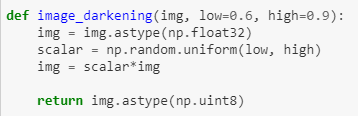 def image_darkening(img, low=0.6, high=0.9):
    img = img.astype(np.float32)
    scalar = np.random.uniform(low, high)
    img = scalar*img
    return img.astype(np.uint8)